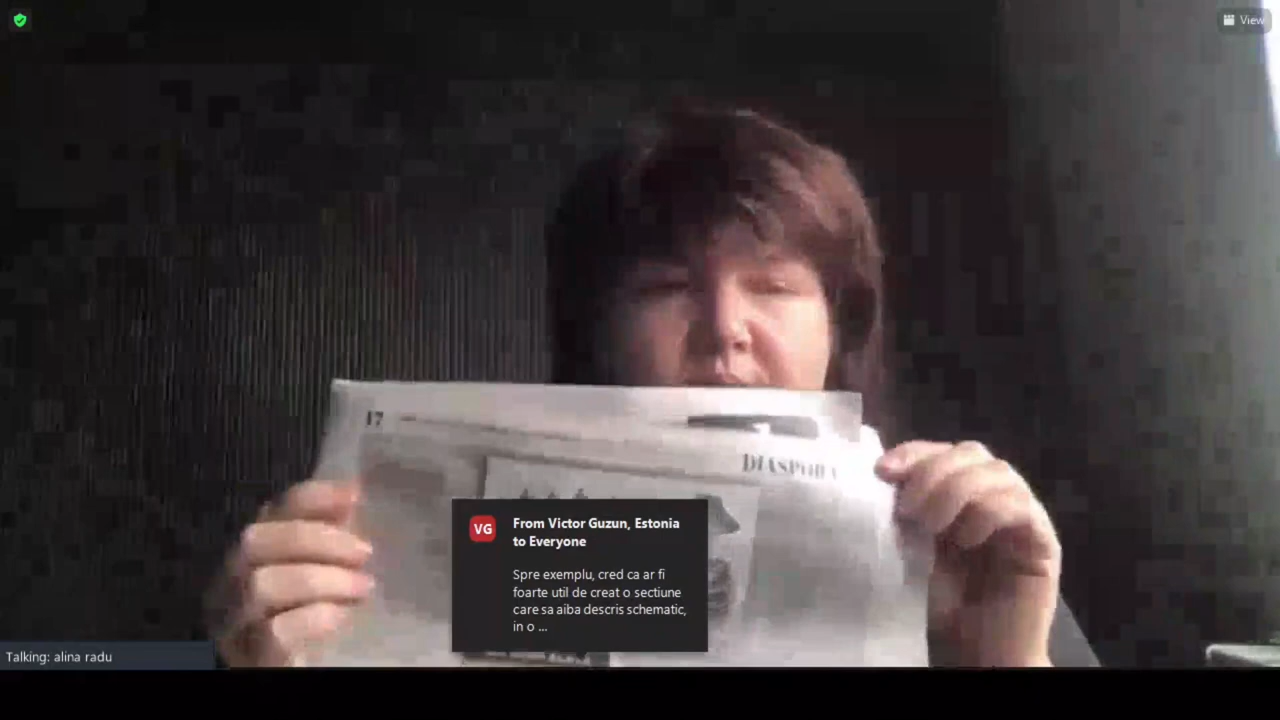 View
17
DIASPORA
VG
From Victor Guzun, Estonia
to Everyone
Spre exemplu, cred ca ar fi
foarte util de creat o sectiune
care sa aiba descris schematic,
in o ...
Talking: alina radu